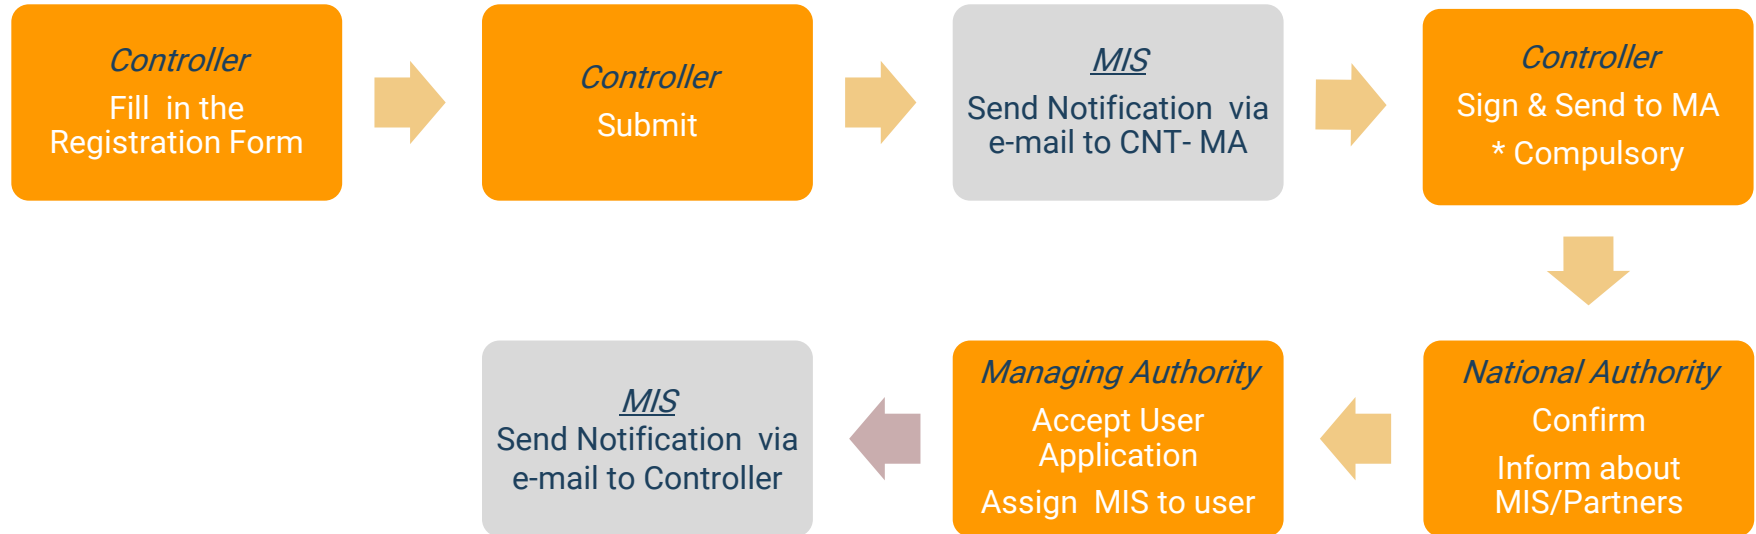 Controller
Fill in the
Registration Form
Controller
Submit
MIS
Send Notification via
e-mail to CNT- MA
Controller
Sign & Send to MA
* Compulsory
National Authority
Confirm
Inform about
MIS/Partners
Managing Authority
Accept User
Application
Assign MIS to user
MIS
Send Notification via
e-mail to Controller